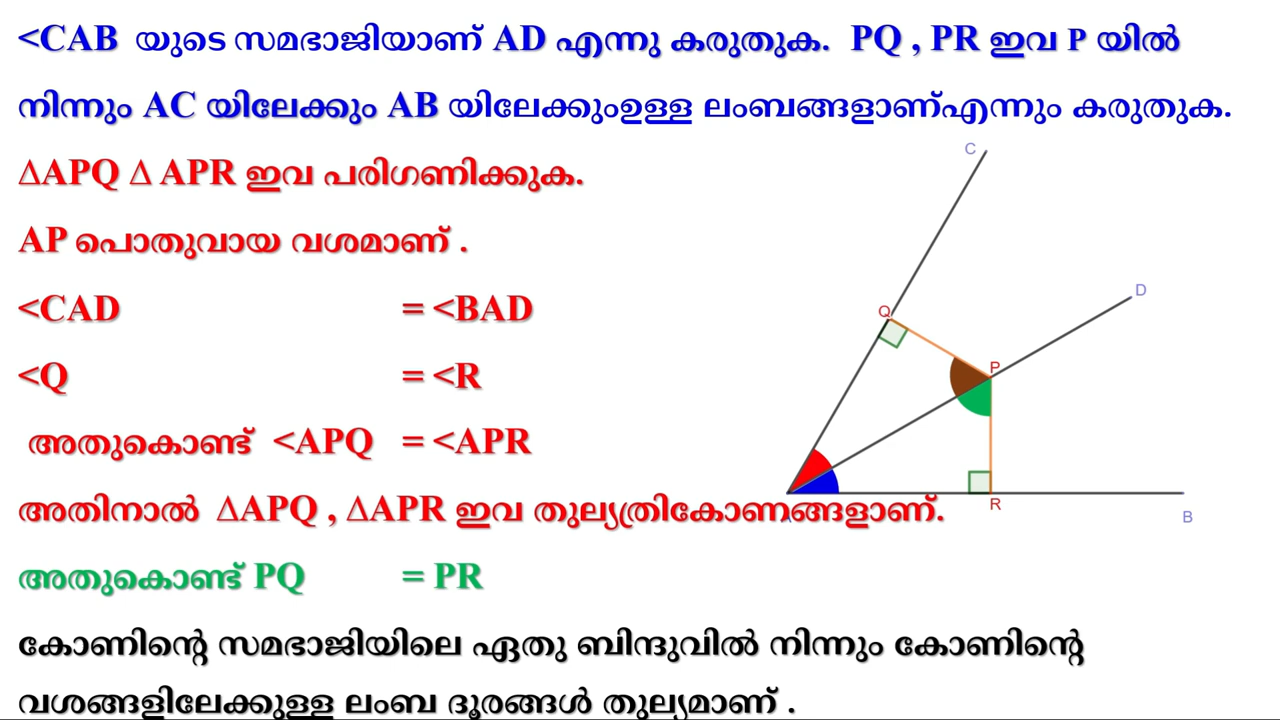 <CAB യുടെ സമഭാജിയാണ് AD എന്നു കരുതുക. PQ , PR ഇവ P യിൽ
നിന്നും AC യിലേക്കും AB യിലേക്കുംഉള്ള ലംബങ്ങളാണ്എന്നും കരുതുക.
ΔAPQ Δ APR ഇവ പരിഗണിക്കുക.
AP പൊതുവായ വശമാണ് .
<CAD = <BAD
<Q = <R
അതുകൊണ്ട് <APQ = <APR
അതിനാൽ ΔAPQ , ΔAPR ഇവ തുല്യത്രികോണങ്ങളാണ്.
അതുകൊണ്ട് PQ = PR
കോണിന്റെ സമഭാജിയിലെ ഏതു ബിന്ദുവിൽ നിന്നും കോണിന്റെ
വശങ്ങളിലേക്കുള്ള ലംബ ദൂരങ്ങൾ തുല്യമാണ് .
C
D
Q
P
R
A
B